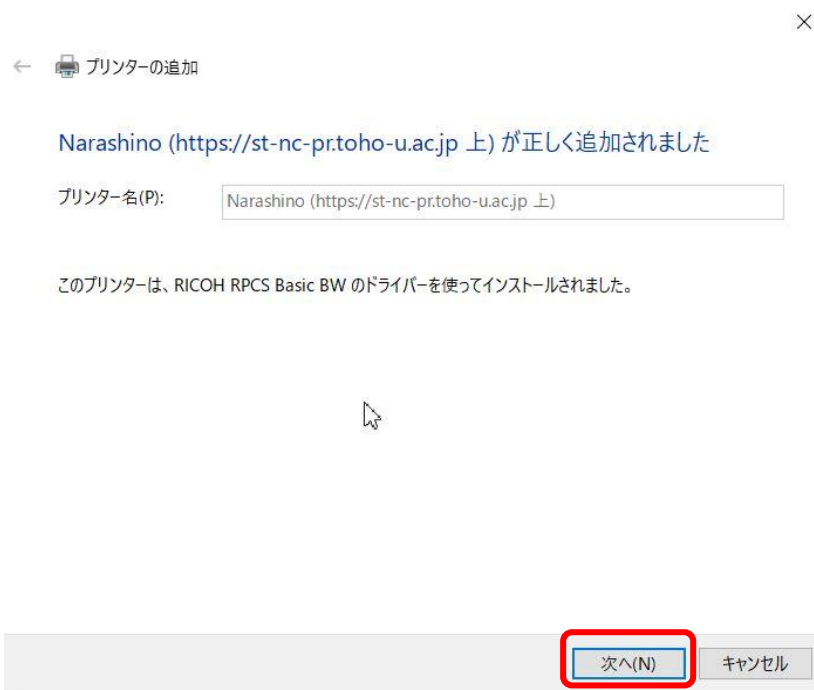 プリンターの追加
Narashino (https://st-nc-pr.toho-u.ac.jp 上) が正しく追加されました
プリンター名(P): Narashino (https://st-nc-pr.toho-u.ac.jp 上)
このプリンターは、RICOH RPCS Basic BW のドライバーを使ってインストールされました。
次へ(N) キャンセル